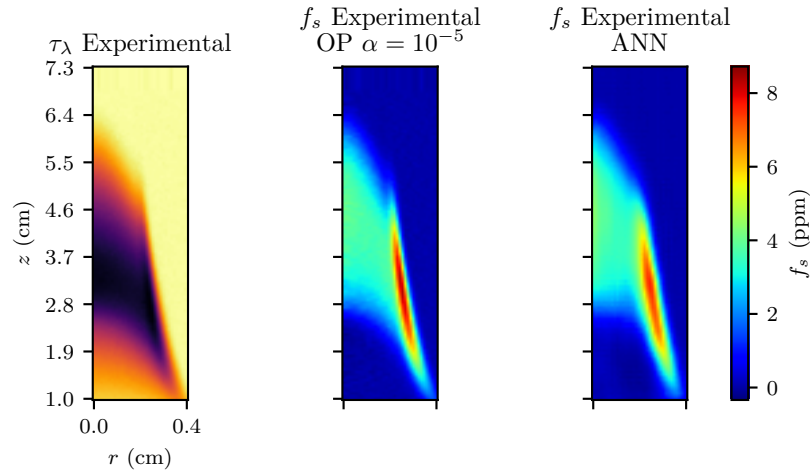 τλ Experimental
fs Experimental
OP α = 10−5
fs Experimental
ANN
7.3
6.4
5.5
4.6
3.7
2.8
1.9
1.0
z (cm)
0.0 0.4
r (cm)
8
6
4
2
0
fs (ppm)